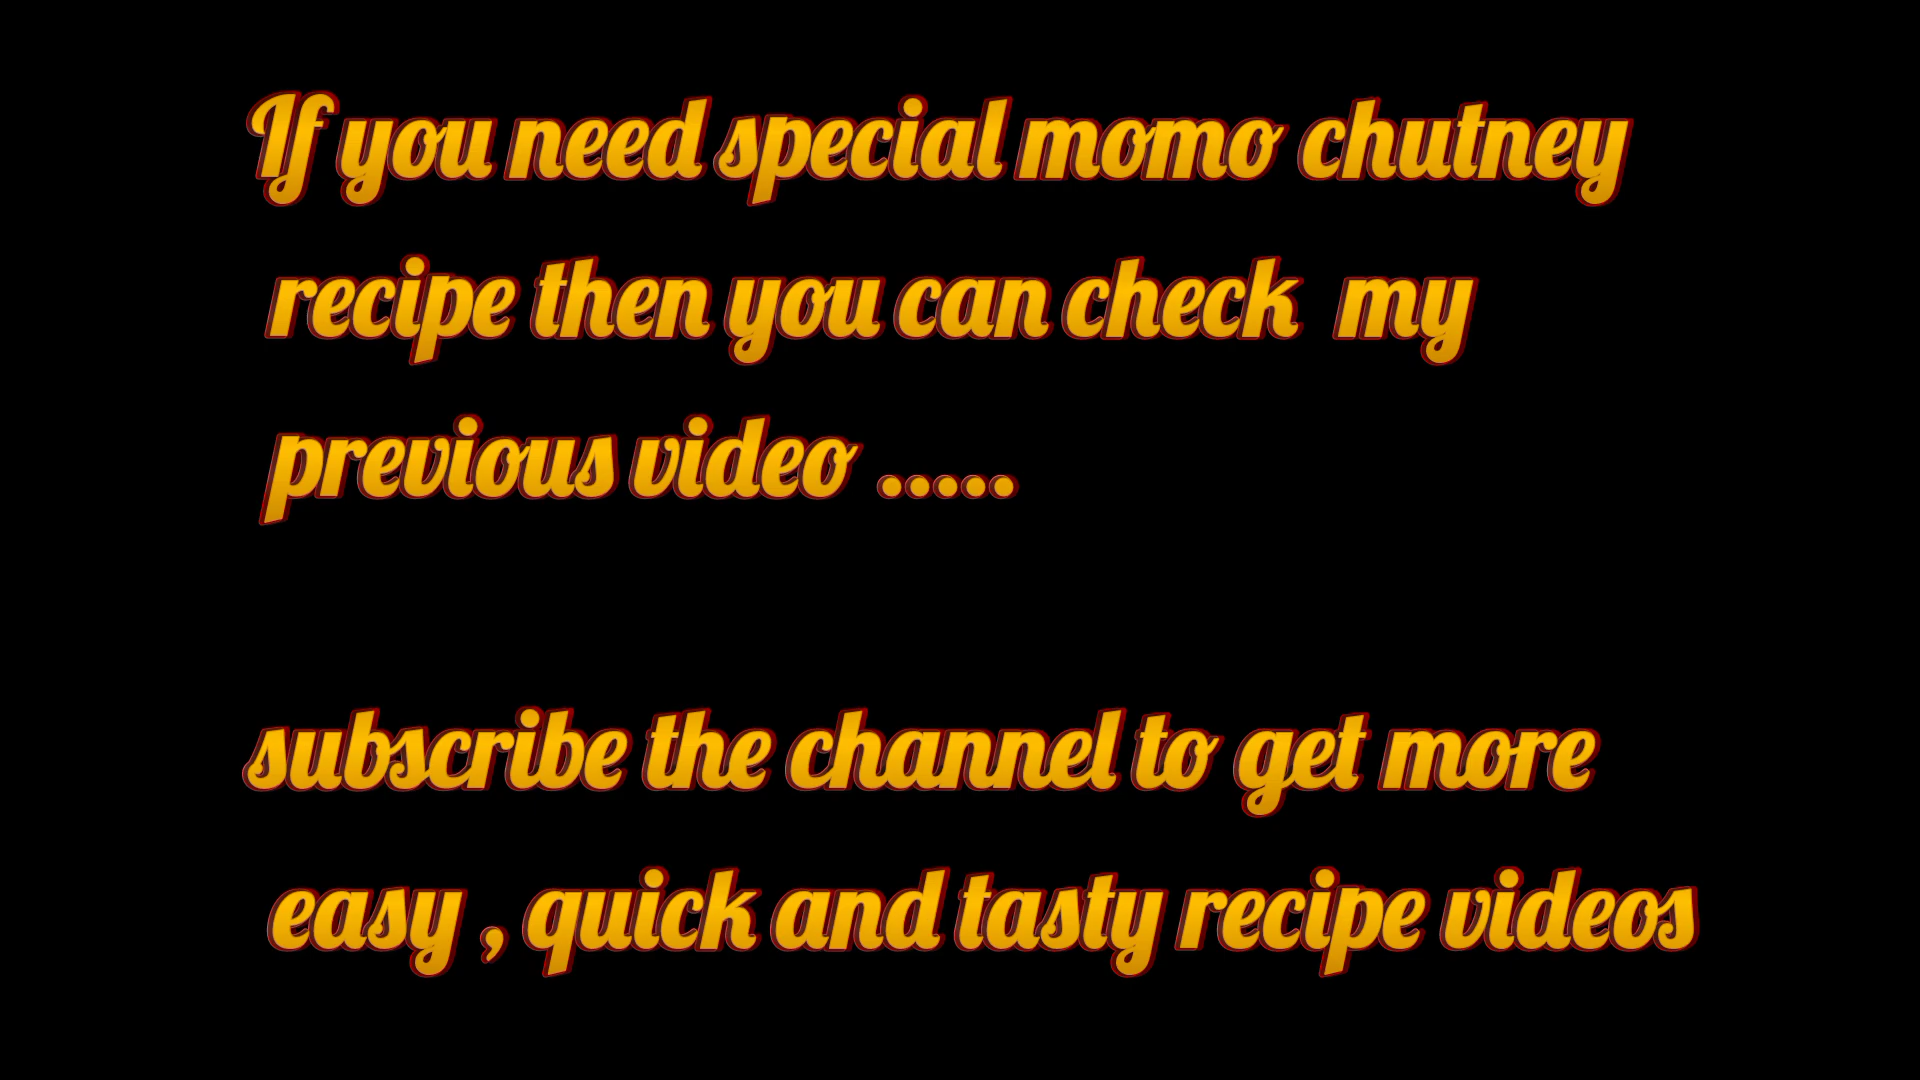 If you need special momo chutney
recipe then you can check my
previous video .....
subscribe the channel to get more
easy , quick and tasty recipe videos